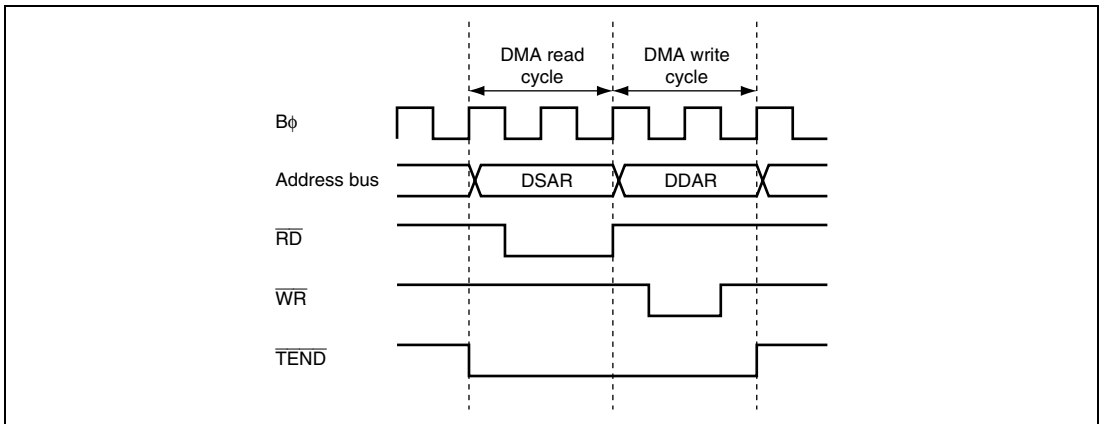 DMA read
cycle
DMA write
cycle
Bϕ
Address bus
DSAR
DDAR
RD
WR
TEND